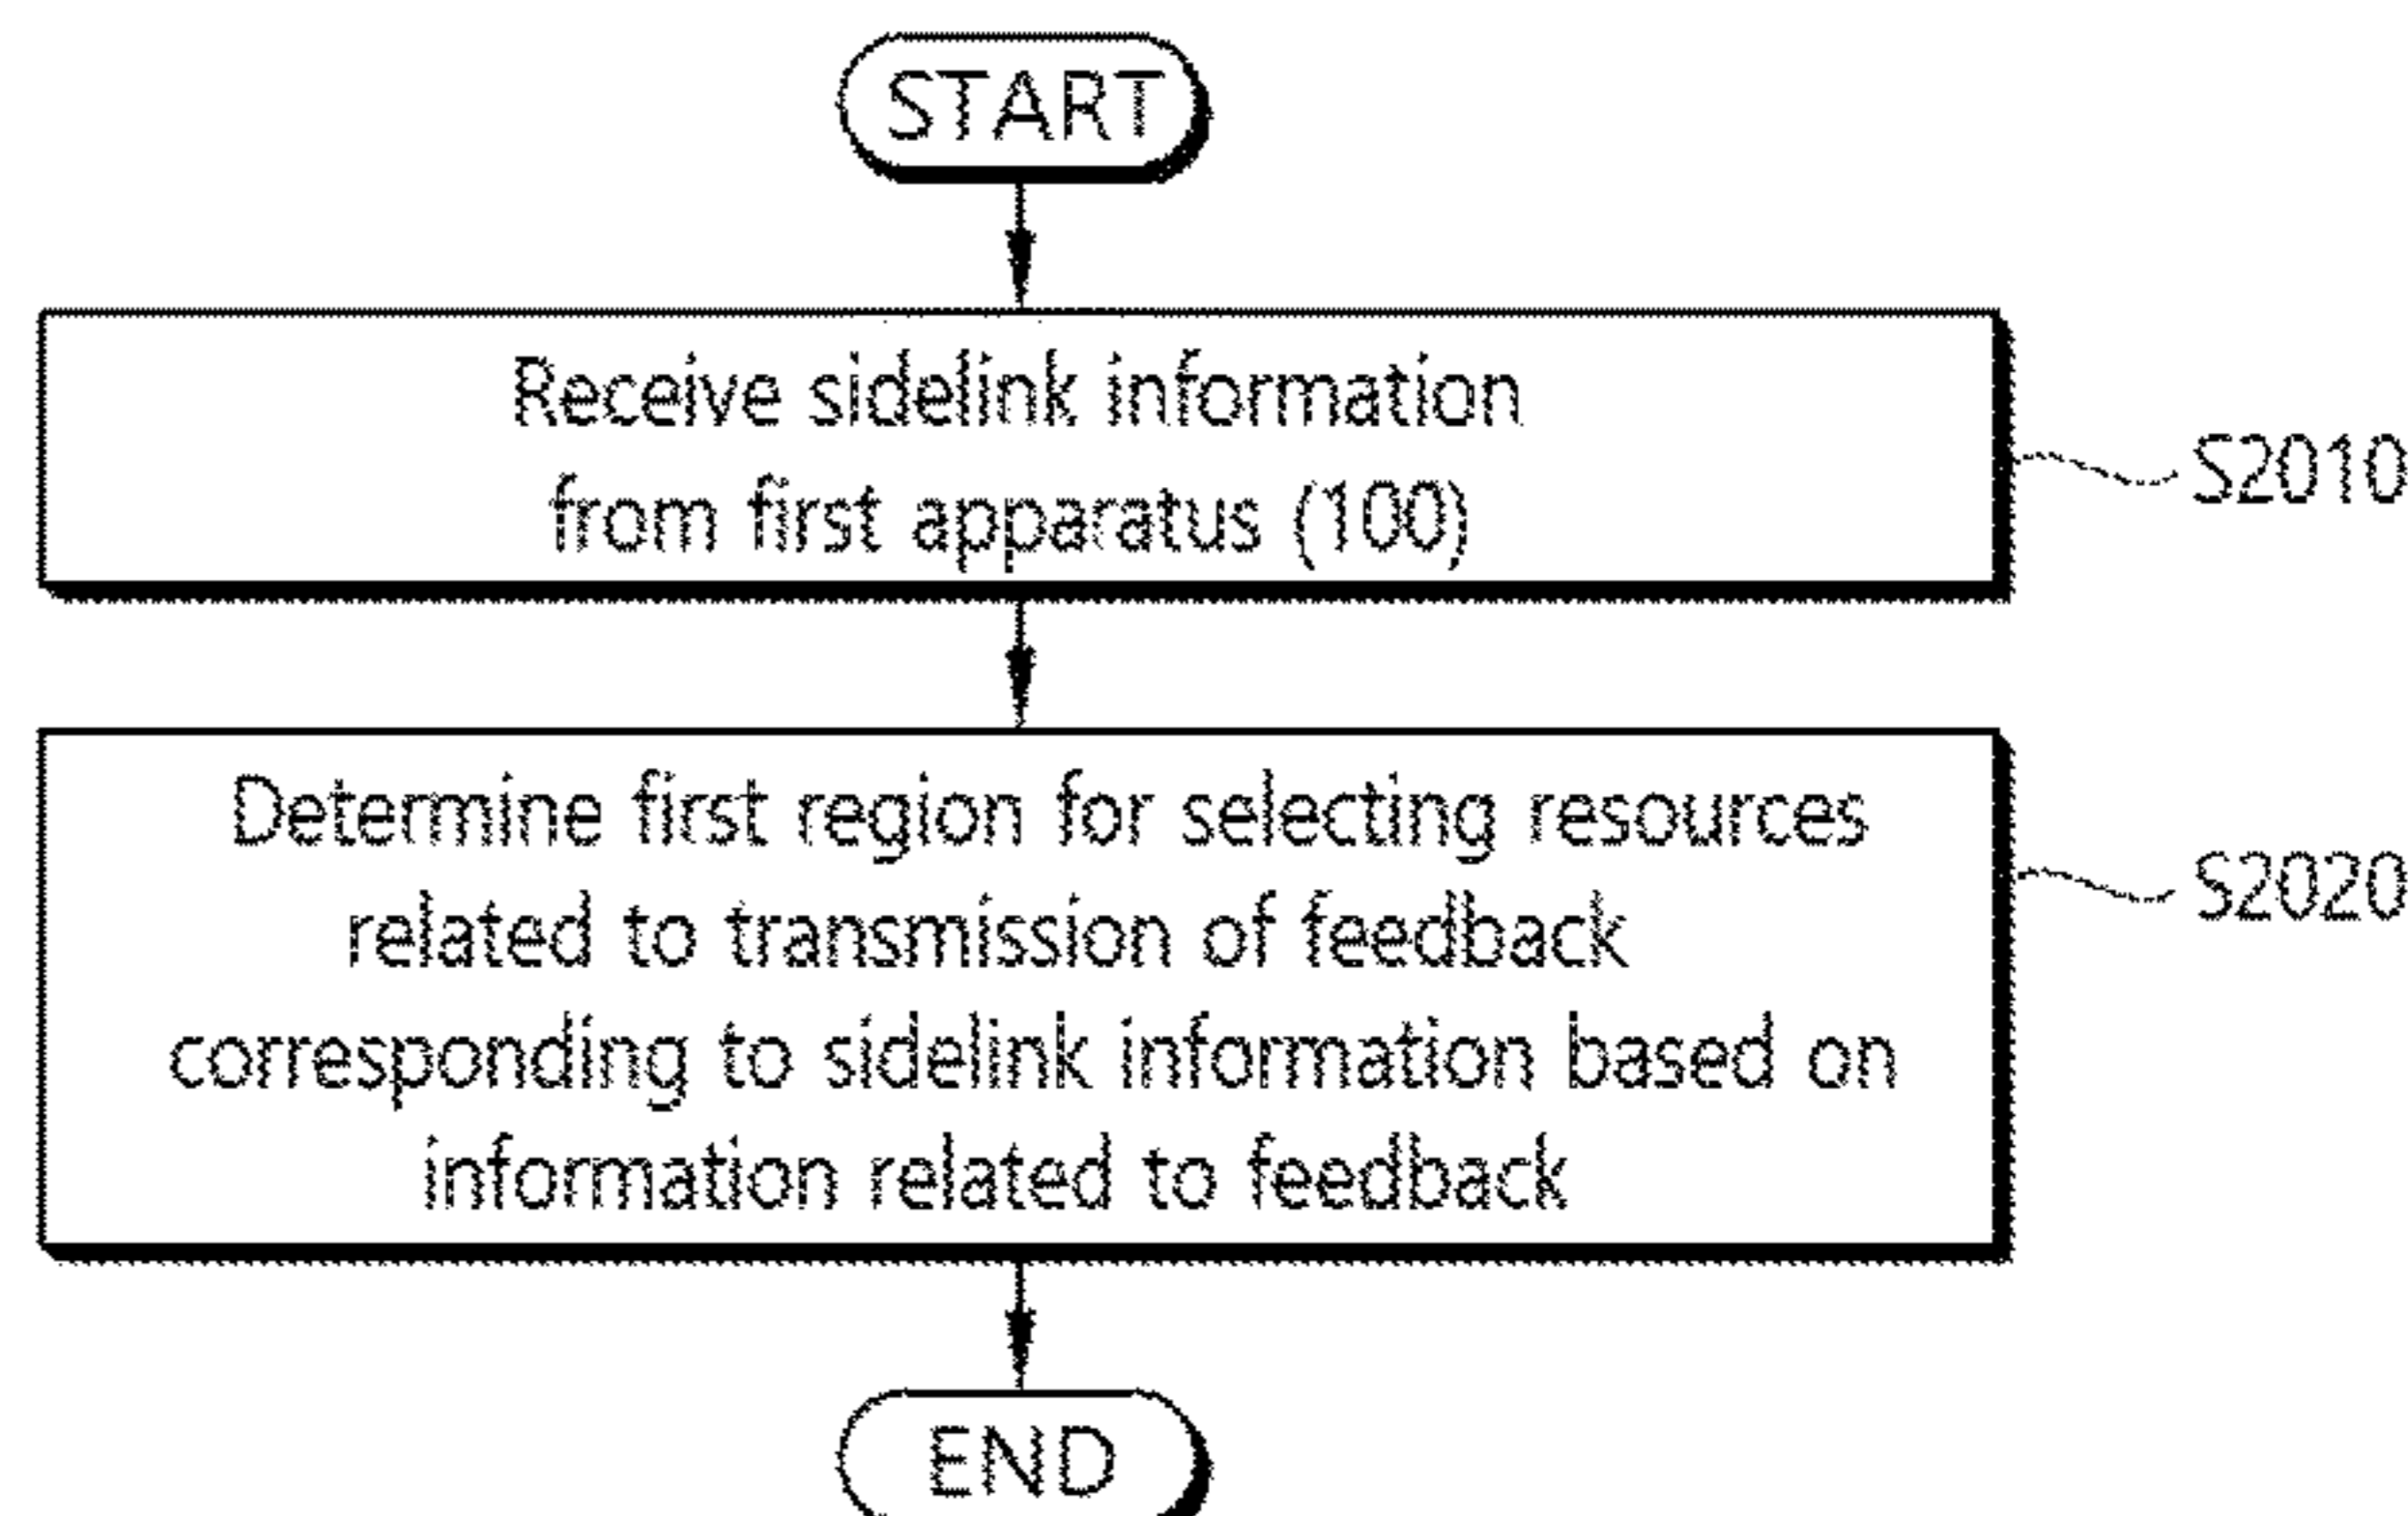 START
Receive sidelink information
from first apparatus (100)
S2010
Determine first region for selecting resources
related to transmission of feedback
corresponding to sidelink information based on
information related to feedback
S2020
END